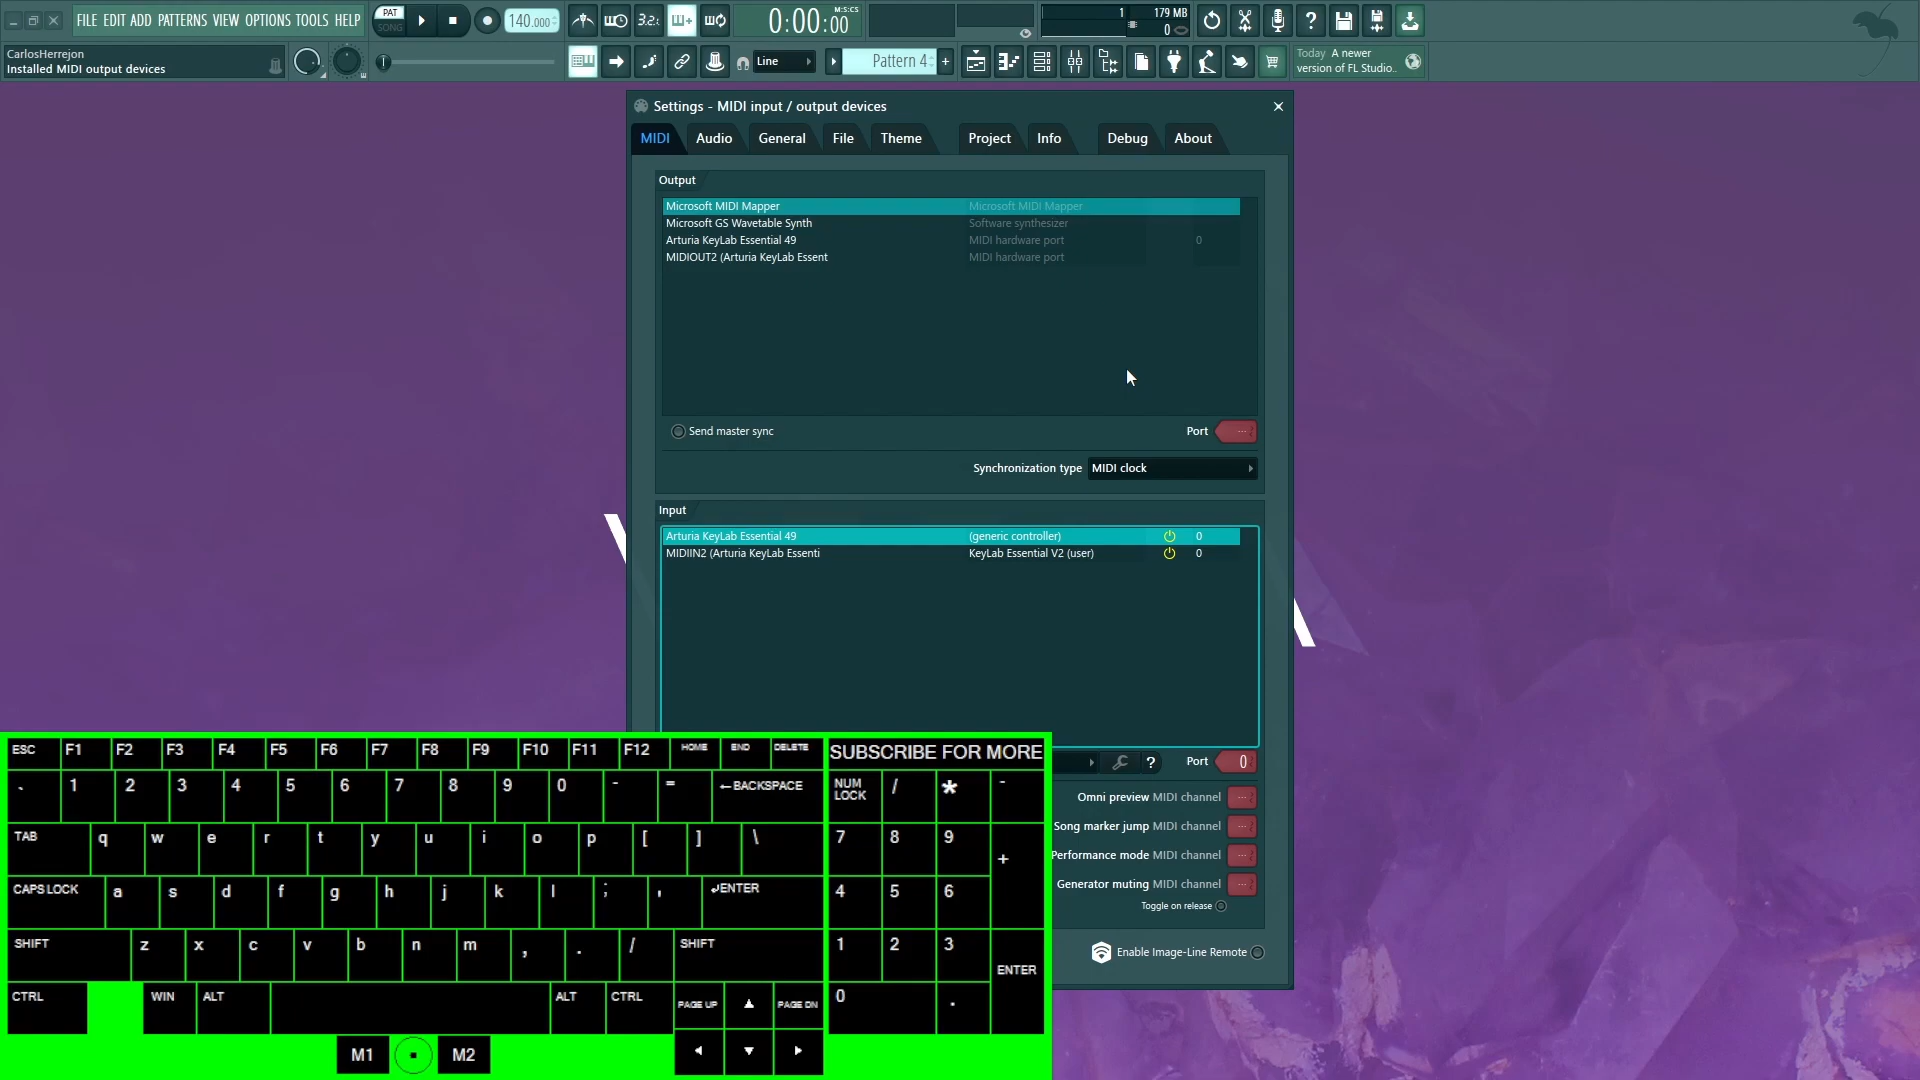 FILE EDIT ADD PATTERNS VIEW OPTIONS TOOLS HELP
PAT
SONG
140.000
3.2.
0:00:00
M:S:CS
1
179 MB
0
CarlosHerrejon
Installed MIDI output devices
Line
Pattern 4
+
Today A newer
version of FL Studio..
Settings - MIDI input / output devices
MIDI Audio General File Theme Project Info Debug About
Output
Microsoft MIDI Mapper Microsoft MIDI Mapper
Microsoft GS Wavetable Synth Software synthesizer
Arturia KeyLab Essential 49 MIDI hardware port 0
MIDIOUT2 (Arturia KeyLab Essent MIDI hardware port
Send master sync
Port ...
Synchronization type MIDI clock
Input
Arturia KeyLab Essential 49 (generic controller) 0
MIDIIN2 (Arturia KeyLab Essenti KeyLab Essential V2 (user) 0
? Port 0
Omni preview MIDI channel ...
Song marker jump MIDI channel ...
Performance mode MIDI channel ...
Generator muting MIDI channel ...
Toggle on release
Enable Image-Line Remote
ESC F1 F2 F3 F4 F5 F6 F7 F8 F9 F10 F11 F12 HOME END DELETE SUBSCRIBE FOR MORE
1 2 3 4 5 6 7 8 9 0 - = ←BACKSPACE NUM LOCK / * -
TAB q w e r t y u i o p [ ] \ 7 8 9 +
CAPS LOCK a s d f g h j k l ; ' ↲ENTER 4 5 6
SHIFT z x c v b n m , . / SHIFT 1 2 3 ENTER
CTRL WIN ALT ALT CTRL PAGE UP ▲ PAGE DN 0 .
M1 M2 ◄ ▼ ►